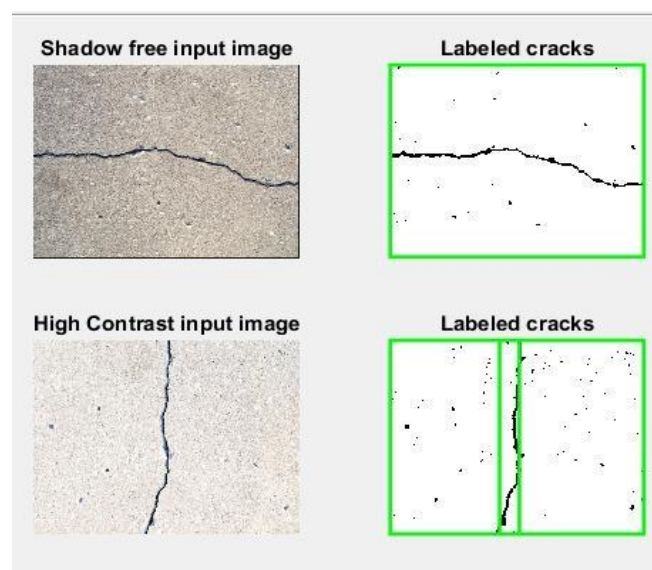 Shadow free input image
Labeled cracks
High Contrast input image
Labeled cracks